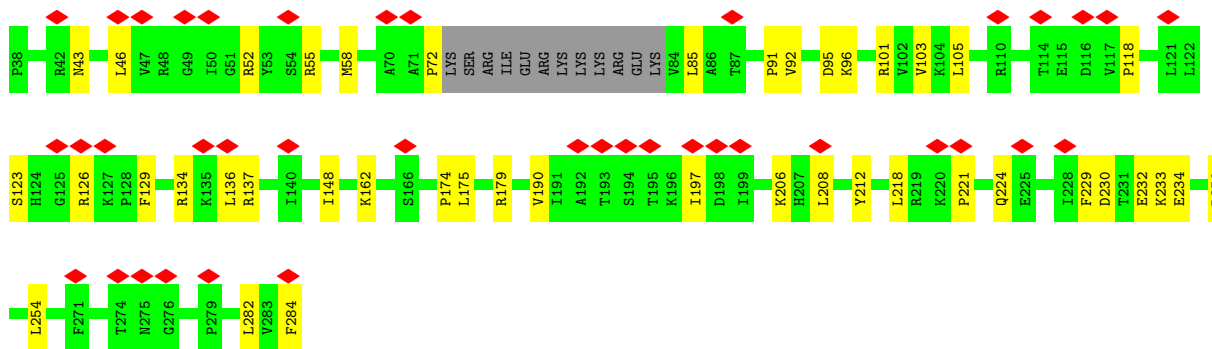 P38 R42 N43 L46 V47 R48 G49 I50 G51 R52 Y53 S54 R55 M58 A70 A71 P72 LYS SER ARG ILE GLU ARG LYS LYS LYS ARG GLU LYS V84 L85 A86 T87 P91 V92 D95 K96 R101 V102 V103 K104 L105 R110 T114 E115 D116 V117 P118 L121 L122
S123 H124 G125 R126 K127 P128 F129 R134 K135 L136 R137 I140 I148 K162 S166 P174 L175 R179 V190 I191 A192 T193 S194 T195 K196 I197 D198 I199 K206 H207 L208 Y212 L218 R219 K220 P221 Q224 E225 I228 F229 D230 T231 E232 K233 E234
L254 F271 T274 N275 G276 P279 L282 V283 F284